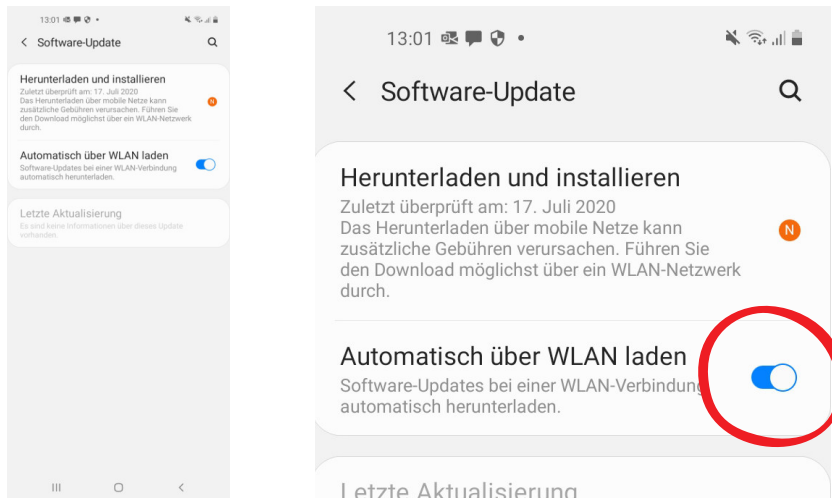 13:01
Software-Update
Herunterladen und installieren
Zuletzt überprüft am: 17. Juli 2020
Das Herunterladen über mobile Netze kann
zusätzliche Gebühren verursachen. Führen Sie
den Download möglichst über ein WLAN-Netzwerk
durch.
N
Automatisch über WLAN laden
Software-Updates bei einer WLAN-Verbindung
automatisch herunterladen.
Letzte Aktualisierung
Es sind keine Informationen über dieses Update
vorhanden.
13:01
Software-Update
Herunterladen und installieren
Zuletzt überprüft am: 17. Juli 2020
Das Herunterladen über mobile Netze kann
zusätzliche Gebühren verursachen. Führen Sie
den Download möglichst über ein WLAN-Netzwerk
durch.
N
Automatisch über WLAN laden
Software-Updates bei einer WLAN-Verbindung
automatisch herunterladen.
Letzte Aktualisierung